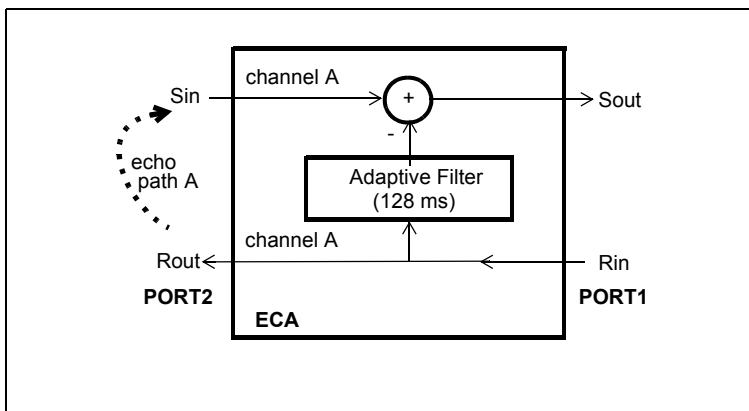 channel A
Sin
+
Sout
-
echo
path A
Adaptive Filter
(128 ms)
channel A
Rout
Rin
PORT2
PORT1
ECA